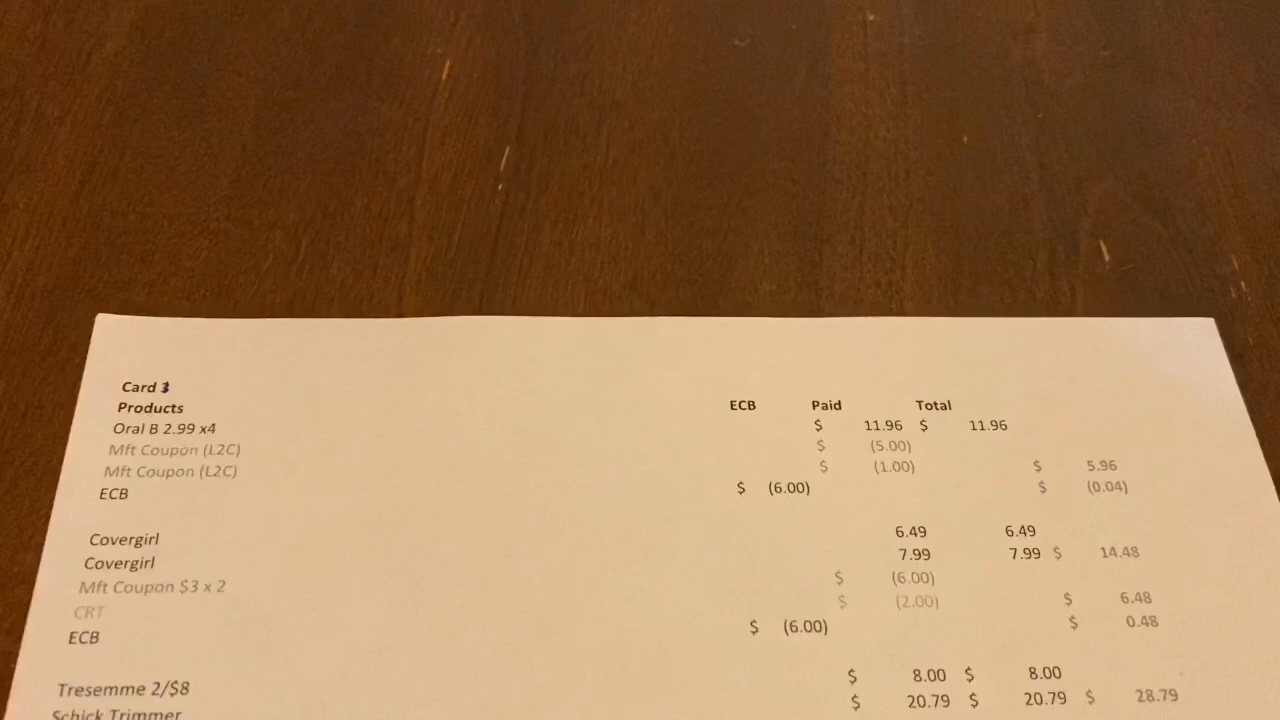 Card 3
Products ECB Paid Total
Oral B 2.99 x4 $ 11.96 $ 11.96
Mft Coupon (L2C) $ (5.00)
Mft Coupon (L2C) $ (1.00) $ 5.96
ECB $ (6.00) $ (0.04)
Covergirl 6.49 6.49
Covergirl 7.99 7.99 $ 14.48
Mft Coupon $3 x 2 $ (6.00)
CRT $ (2.00) $ 6.48
ECB $ (6.00) $ 0.48
Tresemme 2/$8 $ 8.00 $ 8.00
Schick Trimmer $ 20.79 $ 20.79 $ 28.79